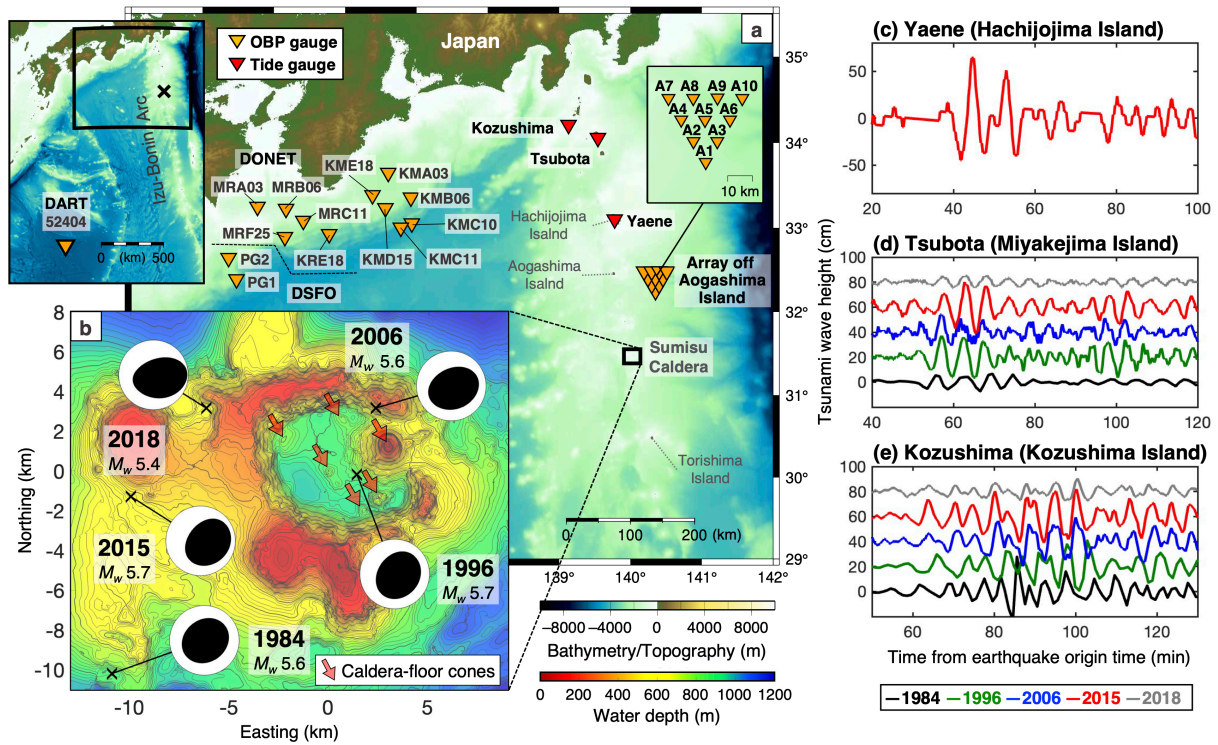 OBP gauge
Tide gauge
Japan
a
35°
34°
33°
32°
31°
30°
29°
139°
140°
141°
142°
Izu-Bonin Arc
DART
52404
0 (km) 500
DONET
MRA03
MRB06
MRC11
MRF25
KRE18
KME18
KMA03
KMB06
KMC10
KMD15
KMC11
PG2
PG1
DSFO
Kozushima
Tsubota
Hachijojima
Isalnd
Yaene
Aogashima
Isalnd
Array off
Aogashima
Island
A7 A8 A9 A10
A4 A5 A6
A2 A3
A1
10 km
Sumisu
Caldera
Torishima
Island
0 100 200 (km)
b
8
6
4
2
0
-2
-4
-6
-8
-10
Northing (km)
-10 -5 0 5
Easting (km)
2006
Mw 5.6
2018
Mw 5.4
2015
Mw 5.7
1996
Mw 5.7
1984
Mw 5.6
Caldera-floor cones
−8000 −4000 0 4000 8000
Bathymetry/Topography (m)
0 200 400 600 800 1000 1200
Water depth (m)
(c) Yaene (Hachijojima Island)
50
0
-50
20 40 60 80 100
Tsunami wave height (cm)
(d) Tsubota (Miyakejima Island)
100
80
60
40
20
0
40 60 80 100 120
(e) Kozushima (Kozushima Island)
100
80
60
40
20
0
60 80 100 120
Time from earthquake origin time (min)
1984 1996 2006 2015 2018